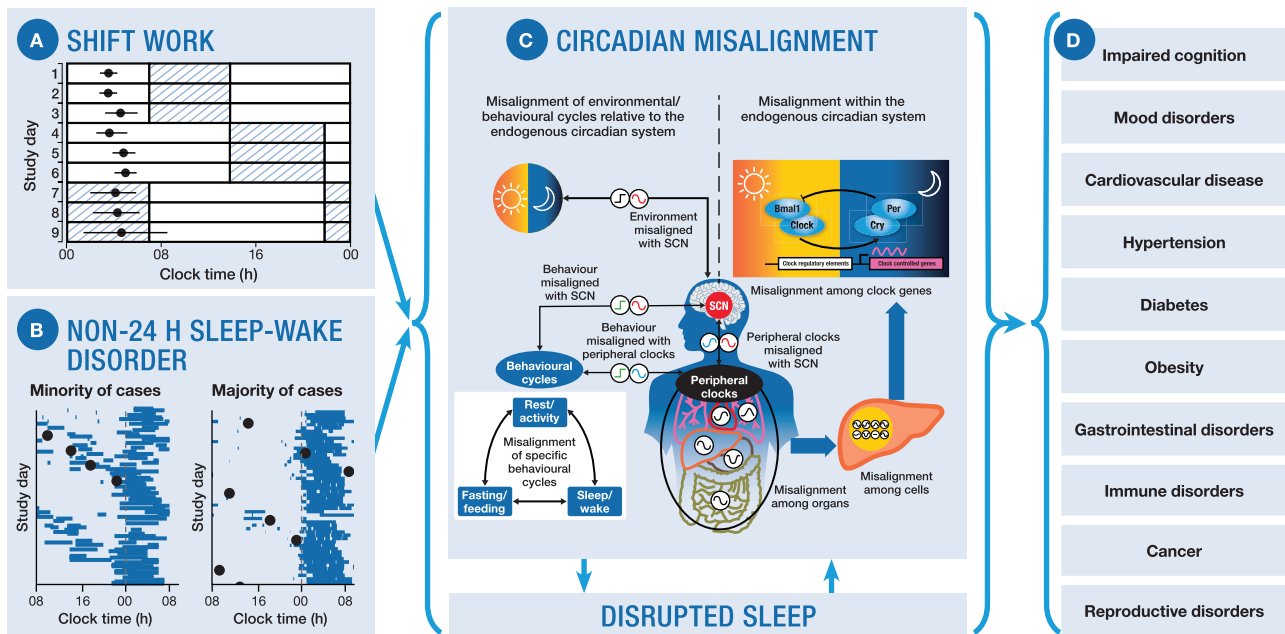 A
SHIFT WORK
Study day
1
2
3
4
5
6
7
8
9
00
08
16
00
Clock time (h)
B
NON-24 H SLEEP-WAKE
DISORDER
Minority of cases
Majority of cases
Study day
Study day
08
16
00
08
08
16
00
08
Clock time (h)
Clock time (h)
C
CIRCADIAN MISALIGNMENT
Misalignment of environmental/
behavioural cycles relative to the
endogenous circadian system
Misalignment within the
endogenous circadian system
Environment
misaligned
with SCN
Bmal1
Clock
Per
Cry
Clock regulatory elements
Clock controlled genes
Misalignment among clock genes
Behaviour
misaligned
with SCN
SCN
Behaviour
misaligned with
peripheral clocks
Peripheral clocks
misaligned
with SCN
Behavioural
cycles
Peripheral
clocks
Rest/
activity
Misalignment
of specific
behavioural
cycles
Fasting/
feeding
Sleep/
wake
Misalignment
among organs
Misalignment
among cells
DISRUPTED SLEEP
D
Impaired cognition
Mood disorders
Cardiovascular disease
Hypertension
Diabetes
Obesity
Gastrointestinal disorders
Immune disorders
Cancer
Reproductive disorders